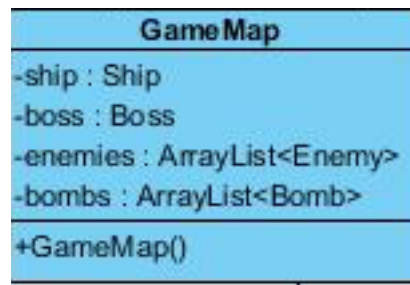 GameMap
-ship : Ship
-boss : Boss
-enemies : ArrayList<Enemy>
-bombs : ArrayList<Bomb>
+GameMap()